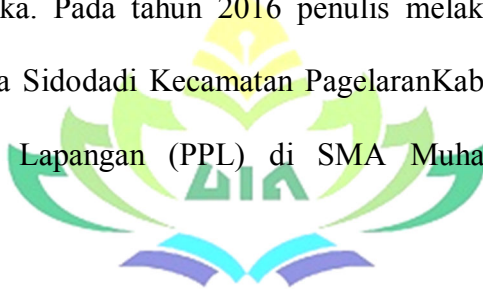 ka. Pada tahun 2016 penulis melak
a Sidodadi Kecamatan PagelaranKab
Lapangan (PPL) di SMA Muha